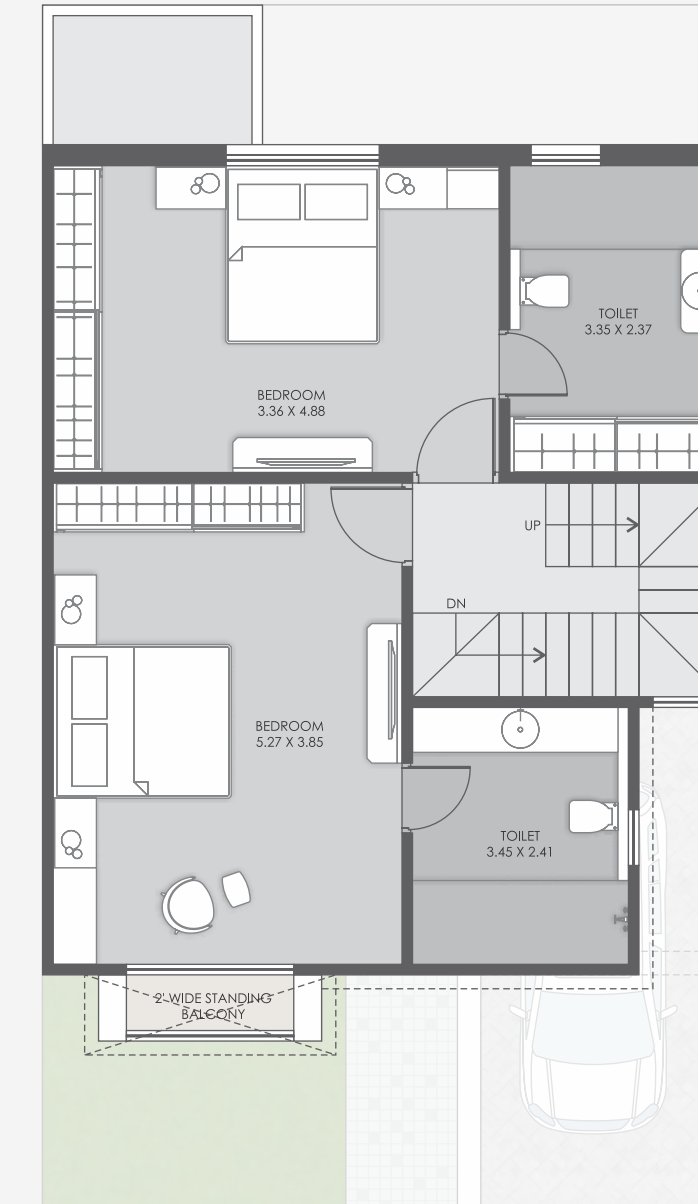 TOILET
3.35 X 2.37
BEDROOM
3.36 X 4.88
UP
DN
BEDROOM
5.27 X 3.85
TOILET
3.45 X 2.41
2' WIDE STANDING
BALCONY